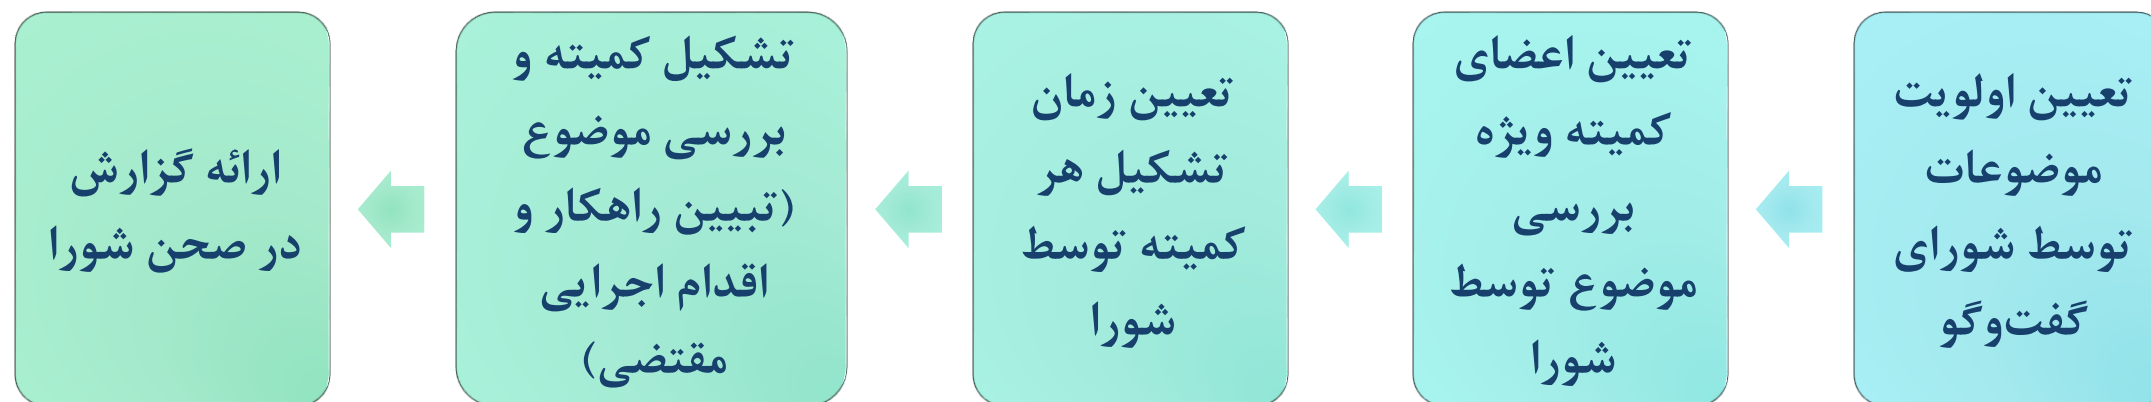 تعیین اولویت
موضوعات
توسط شورای
گفت‌وگو
تعیین اعضای
کمیته ویژه
بررسی
موضوع توسط
شورا
تعیین زمان
تشکیل هر
کمیته توسط
شورا
تشکیل کمیته و
بررسی موضوع
(تبیین راهکار و
اقدام اجرایی
مقتضی)
ارائه گزارش
در صحن شورا